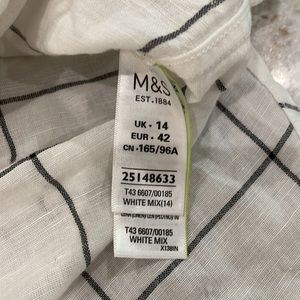 M&S
EST. 1884
UK · 14
EUR · 42
CN · 165/96A
25148633
T43 6607/00185
WHITE MIX(14)
T43 6607/00185
WHITE MIX
X138IN